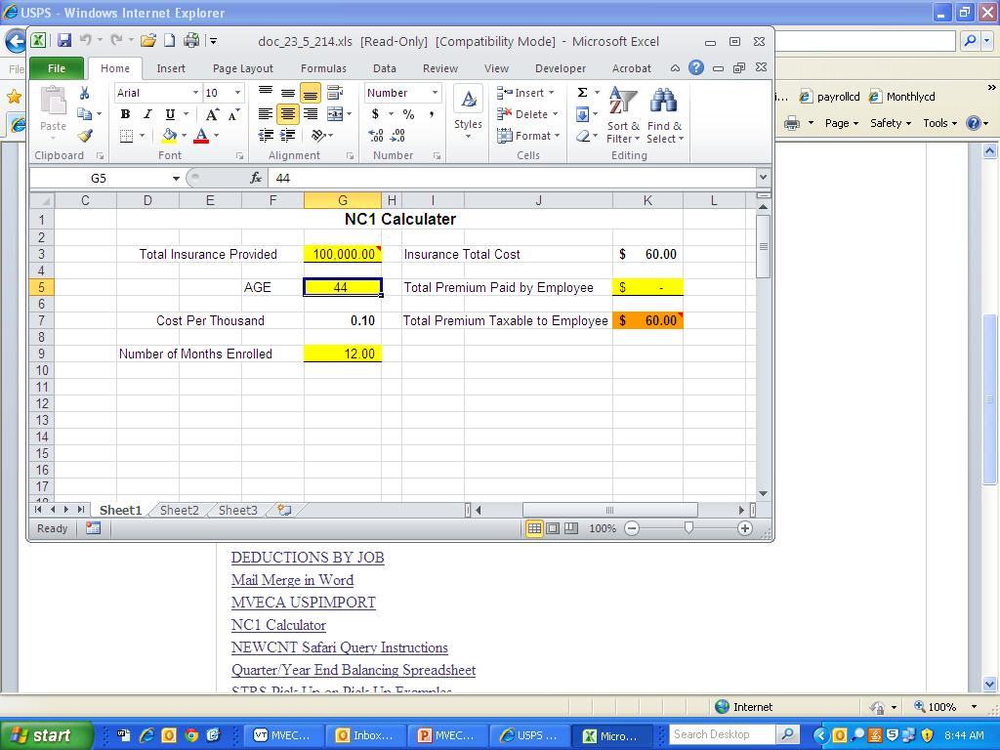 USPS - Windows Internet Explorer
doc_23_5_214.xls [Read-Only] [Compatibility Mode] - Microsoft Excel
File Home Insert Page Layout Formulas Data Review View Developer Acrobat
payrollcd Monthlycd
Page Safety Tools
Paste
Arial 10
B I U
Number
$ % ,
Styles
Insert
Delete
Format
Σ
Sort & Filter
Find & Select
Clipboard Font Alignment Number Cells Editing
G5 fx 44
C D E F G H I J K L
1 NC1 Calculater
2
3 Total Insurance Provided 100,000.00 Insurance Total Cost $ 60.00
4
5 AGE 44 Total Premium Paid by Employee $ -
6
7 Cost Per Thousand 0.10 Total Premium Taxable to Employee $ 60.00
8
9 Number of Months Enrolled 12.00
10
11
12
13
14
15
16
17
18
Sheet1 Sheet2 Sheet3
Ready 100%
DEDUCTIONS BY JOB
Mail Merge in Word
MVECA USPIMPORT
NC1 Calculator
NEWCNT Safari Query Instructions
Quarter/Year End Balancing Spreadsheet
STRS Pick Up on Pick Up Examples
Internet 100%
start MVEC... Inbox... MVEC... USPS ... Micro... Search Desktop 8:44 AM